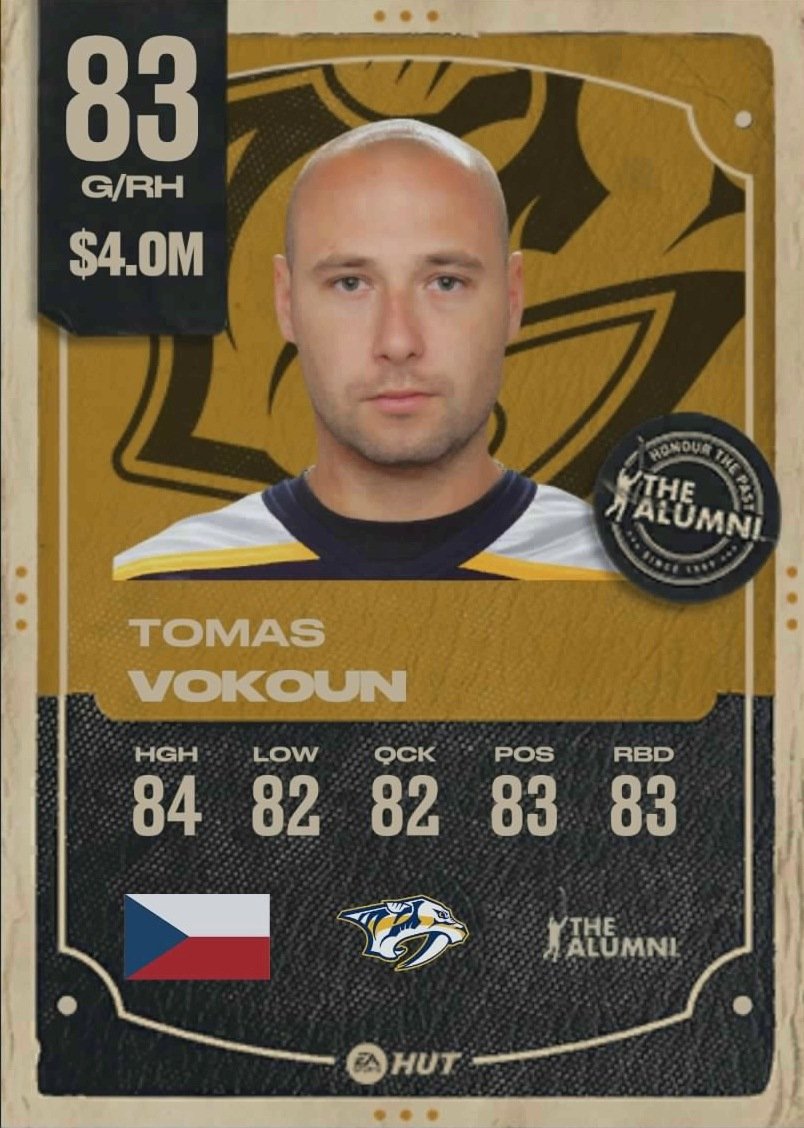 83
G/RH
$4.0M
HONOUR THE PAST
THE
ALUMNI
TOMAS
VOKOUN
HGH LOW QCK POS RBD
84 82 82 83 83
THE
ALUMNI
EA
HUT